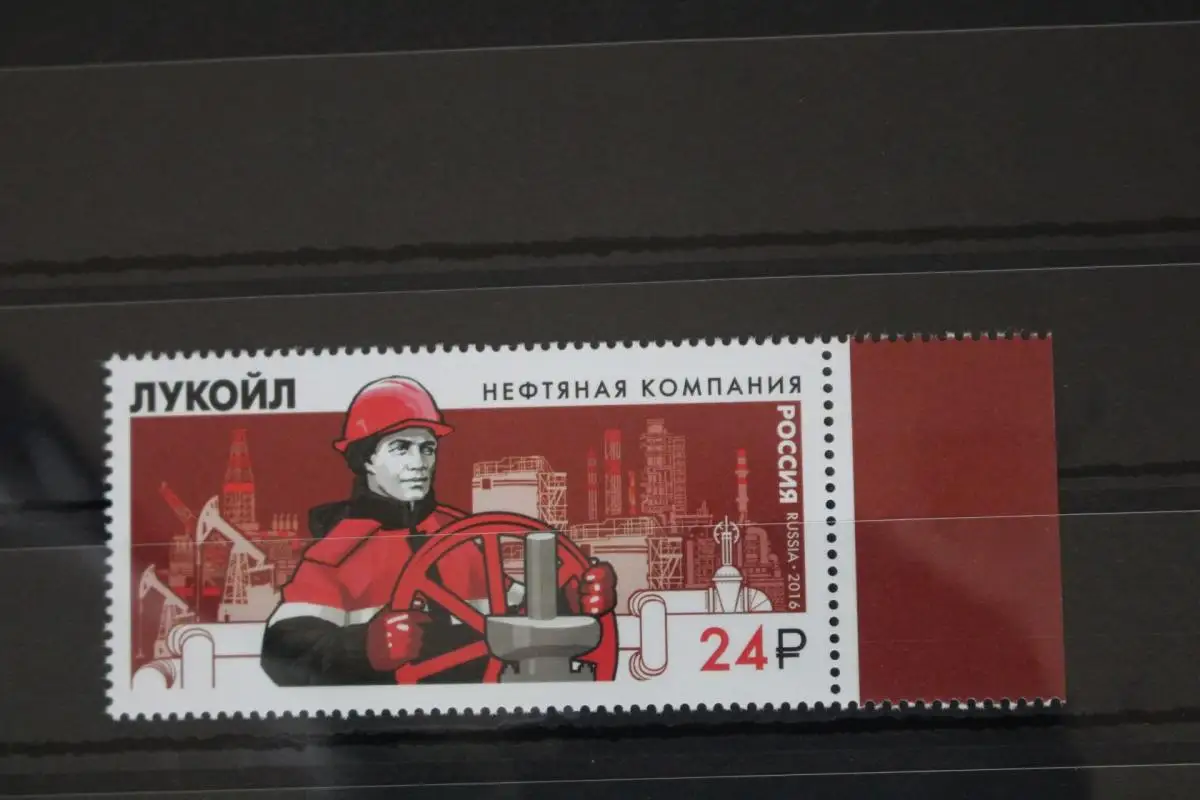 ЛУКОЙЛ
НЕФТЯНАЯ КОМПАНИЯ
РОССИЯ RUSSIA • 2016
24 ₽